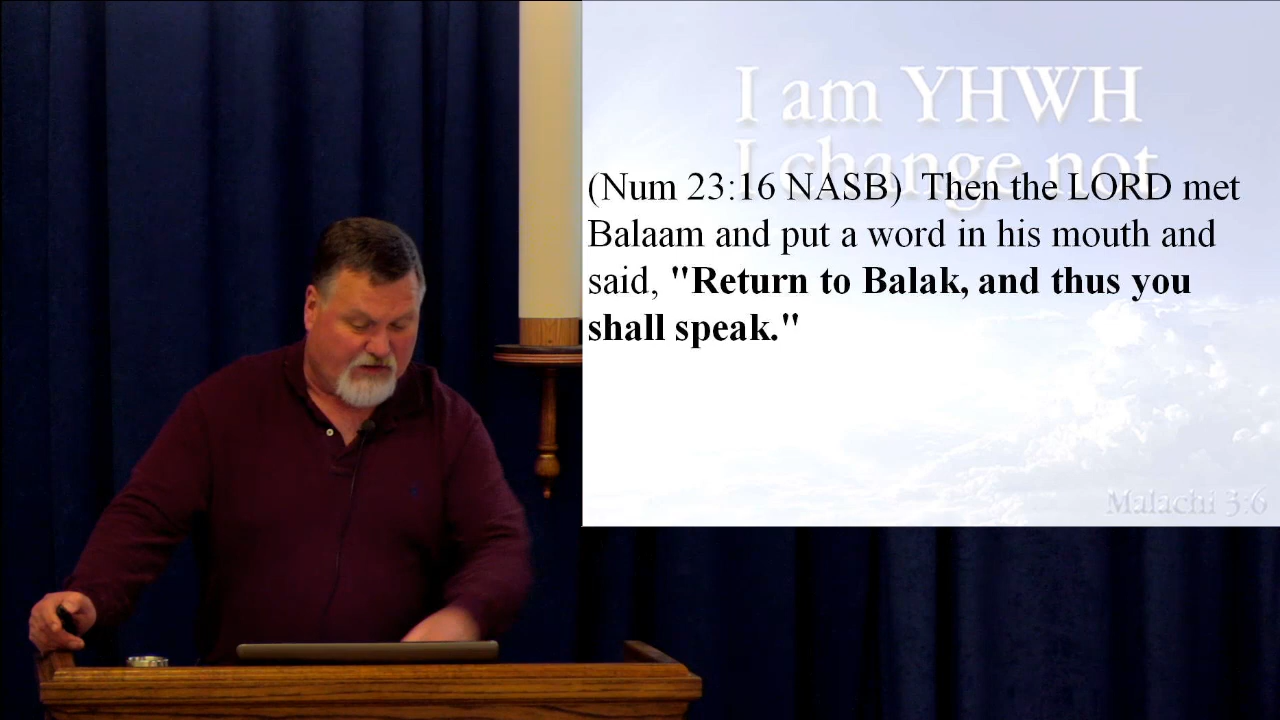 I am YHWH
I change not
(Num 23:16 NASB)  Then the LORD met
Balaam and put a word in his mouth and
said, "Return to Balak, and thus you
shall speak."
Malachi 3:6